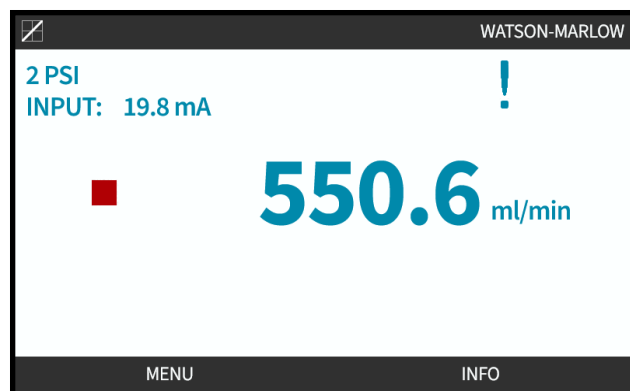 WATSON-MARLOW
2 PSI
INPUT: 19.8 mA
!
550.6 ml/min
MENU INFO